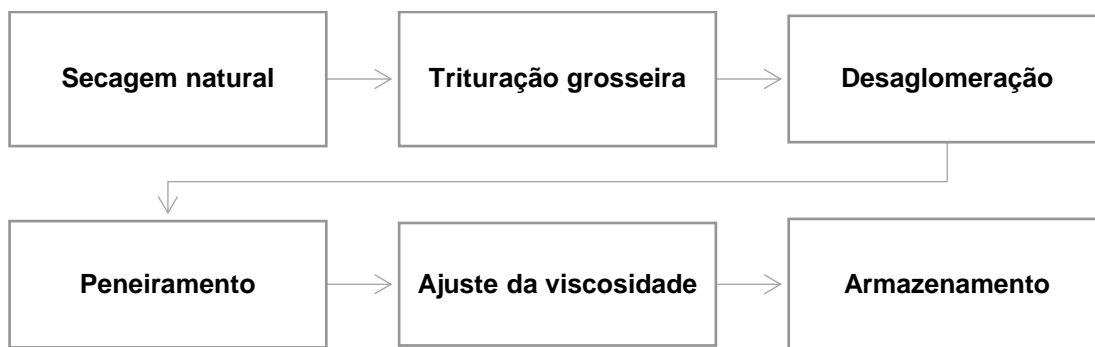 Secagem natural
Trituração grosseira
Desaglomeração
Peneiramento
Ajuste da viscosidade
Armazenamento